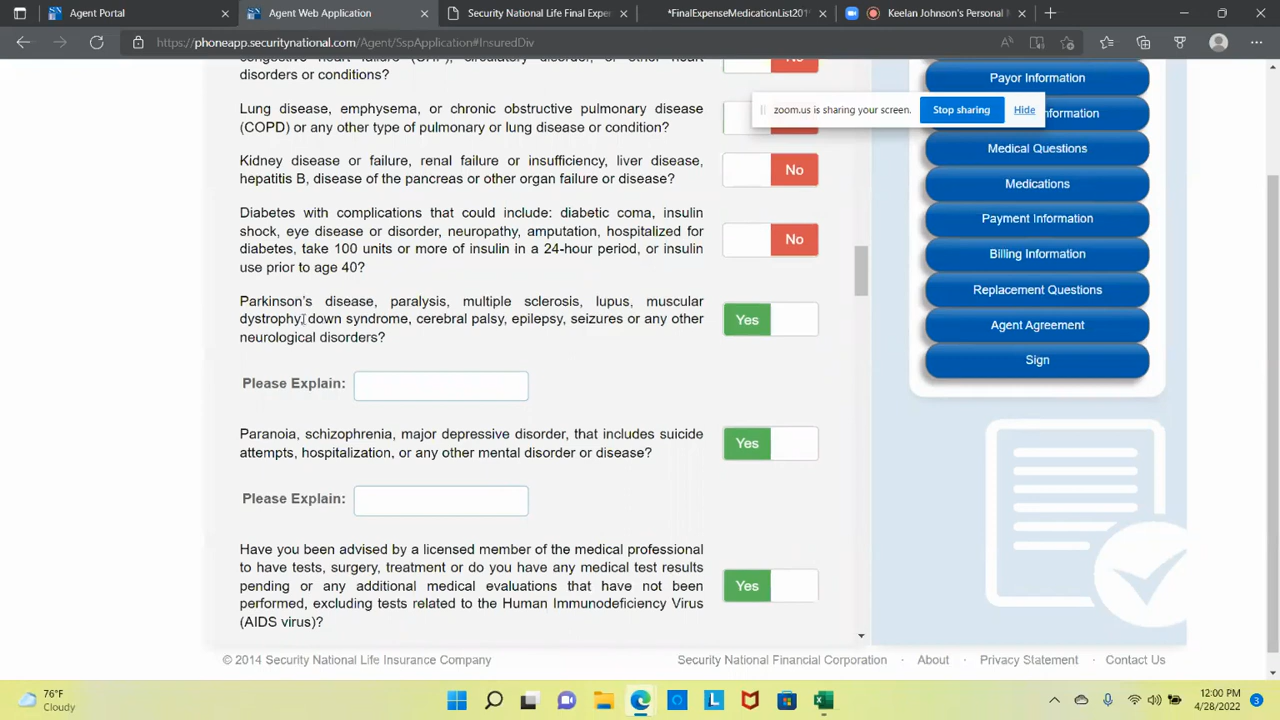 Agent Portal
Agent Web Application
Security National Life Final Expe
*FinalExpenseMedicationList201
Keelan Johnson's Personal M
https://phoneapp.securitynational.com/Agent/SspApplication#InsuredDiv
congestive heart failure (CHF), circulatory disorder, or other heart
disorders or conditions?
No
Lung disease, emphysema, or chronic obstructive pulmonary disease
(COPD) or any other type of pulmonary or lung disease or condition?
zoom.us is sharing your screen.
Stop sharing
Hide
Kidney disease or failure, renal failure or insufficiency, liver disease,
hepatitis B, disease of the pancreas or other organ failure or disease?
No
Diabetes with complications that could include: diabetic coma, insulin
shock, eye disease or disorder, neuropathy, amputation, hospitalized for
diabetes, take 100 units or more of insulin in a 24-hour period, or insulin
use prior to age 40?
No
Parkinson's disease, paralysis, multiple sclerosis, lupus, muscular
dystrophy, down syndrome, cerebral palsy, epilepsy, seizures or any other
neurological disorders?
Yes
Please Explain:
Paranoia, schizophrenia, major depressive disorder, that includes suicide
attempts, hospitalization, or any other mental disorder or disease?
Yes
Please Explain:
Have you been advised by a licensed member of the medical professional
to have tests, surgery, treatment or do you have any medical test results
pending or any additional medical evaluations that have not been
performed, excluding tests related to the Human Immunodeficiency Virus
(AIDS virus)?
Yes
Payor Information
nformation
Medical Questions
Medications
Payment Information
Billing Information
Replacement Questions
Agent Agreement
Sign
© 2014 Security National Life Insurance Company
Security National Financial Corporation · About · Privacy Statement · Contact Us
76°F
Cloudy
12:00 PM
4/28/2022
3